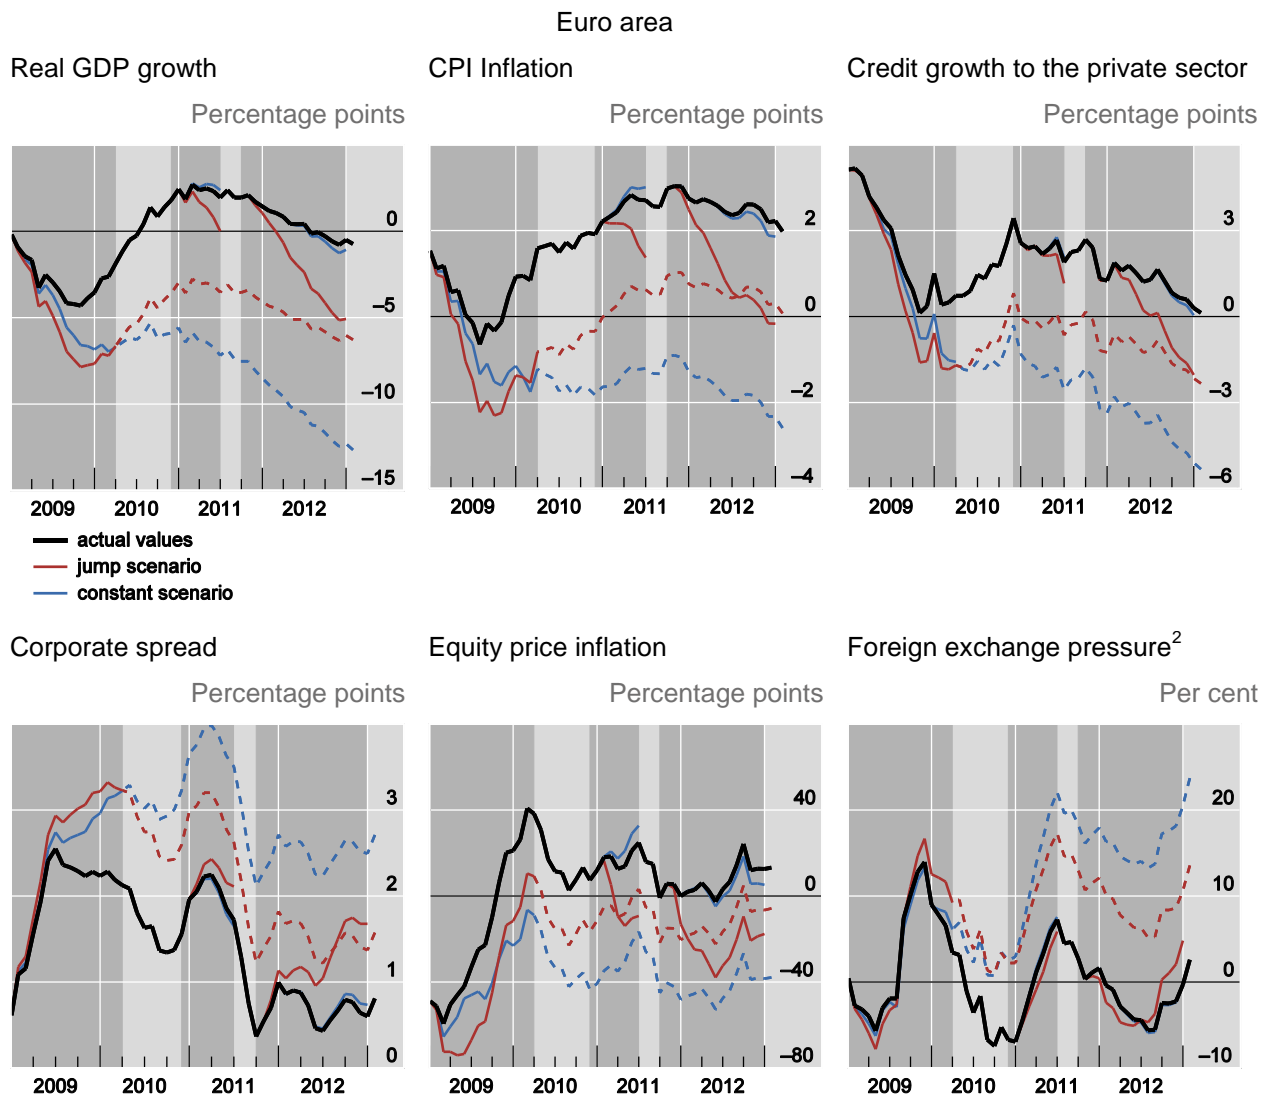 Euro area
Real GDP growth
CPI Inflation
Credit growth to the private sector
Percentage points
Percentage points
Percentage points
0
–5
–10
–15
2
0
–2
–4
3
0
–3
–6
2009 2010 2011 2012
2009 2010 2011 2012
2009 2010 2011 2012
actual values
jump scenario
constant scenario
Corporate spread
Equity price inflation
Foreign exchange pressure2
Percentage points
Percentage points
Per cent
3
2
1
0
40
0
–40
–80
20
10
0
–10
2009 2010 2011 2012
2009 2010 2011 2012
2009 2010 2011 2012